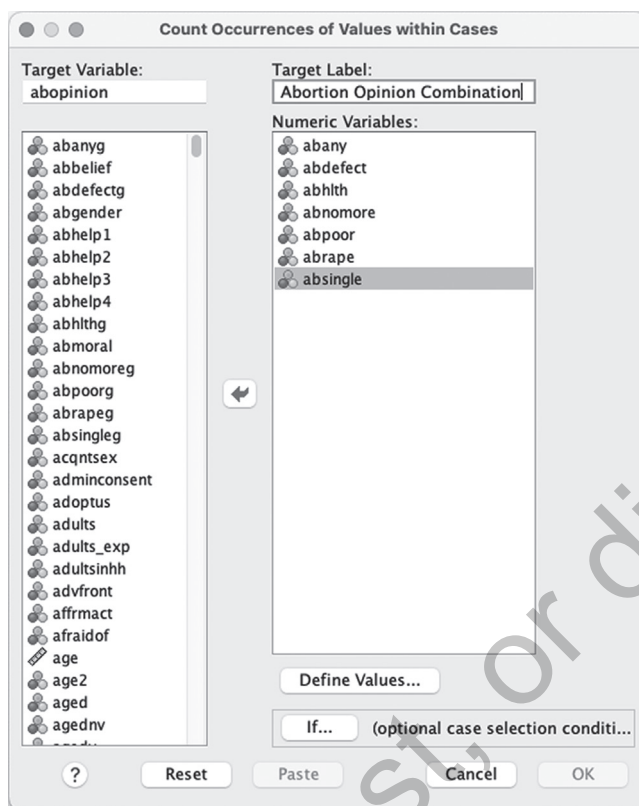 Count Occurrences of Values within Cases
Target Variable:
abopinion
Target Label:
Abortion Opinion Combination
Numeric Variables:
abanyg
abbelief
abdefectg
abgender
abhelp1
abhelp2
abhelp3
abhelp4
abhlthg
abmoral
abnomoreg
abpoorg
abrapeg
absingleg
acqntsex
adminconsent
adoptus
adults
adults_exp
adultsinhh
advfront
affrmact
afraidof
age
age2
aged
agednv
abany
abdefect
abhlth
abnomore
abpoor
abrape
absingle
Define Values...
If... (optional case selection conditi...
? Reset Paste Cancel OK
st, or di